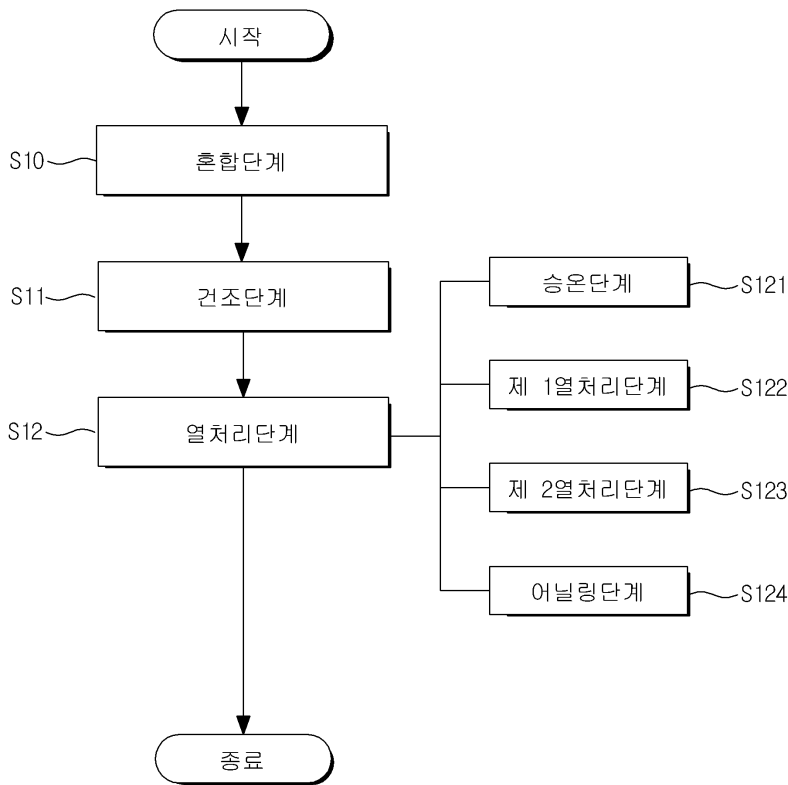 시작
S10
혼합단계
S11
건조단계
승온단계
S121
제 1열처리단계
S122
S12
열처리단계
제 2열처리단계
S123
어닐링단계
S124
종료